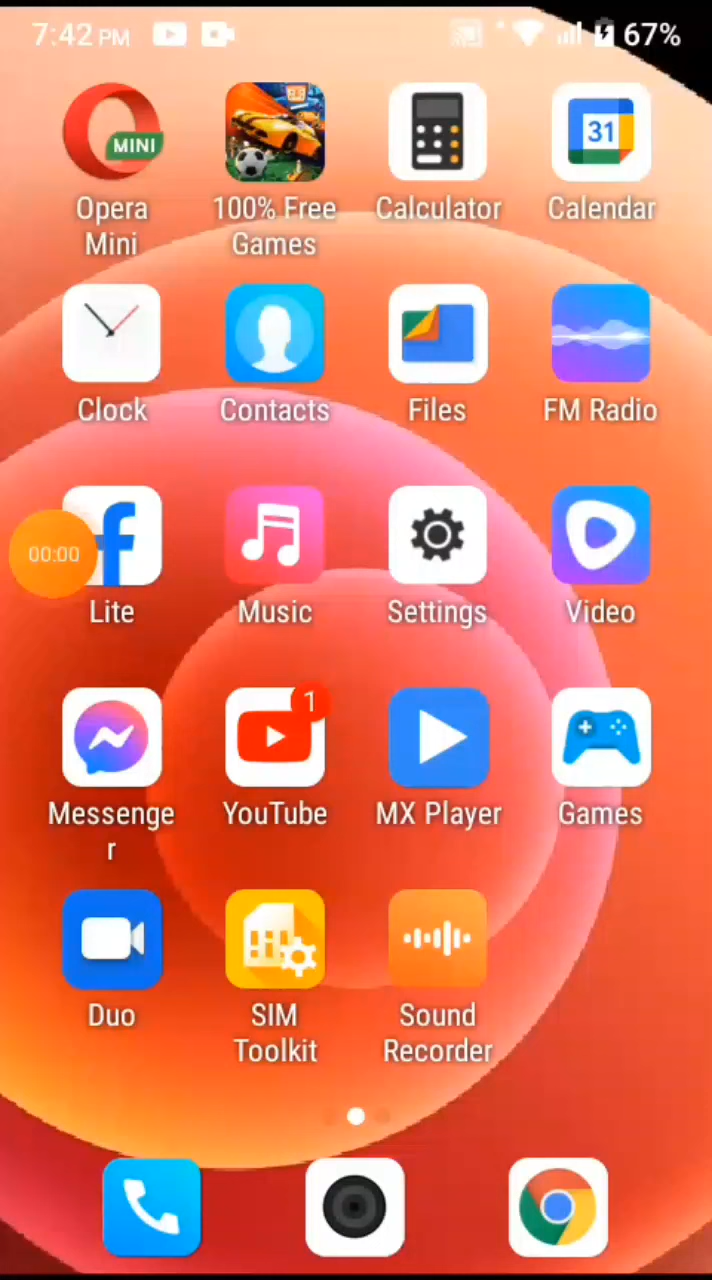 7:42 PM 67%
MINI
31
Opera Mini
100% Free Games
Calculator
Calendar
Clock
Contacts
Files
FM Radio
00:00
Lite
Music
Settings
Video
1
Messenge
r
YouTube
MX Player
Games
Duo
SIM Toolkit
Sound Recorder